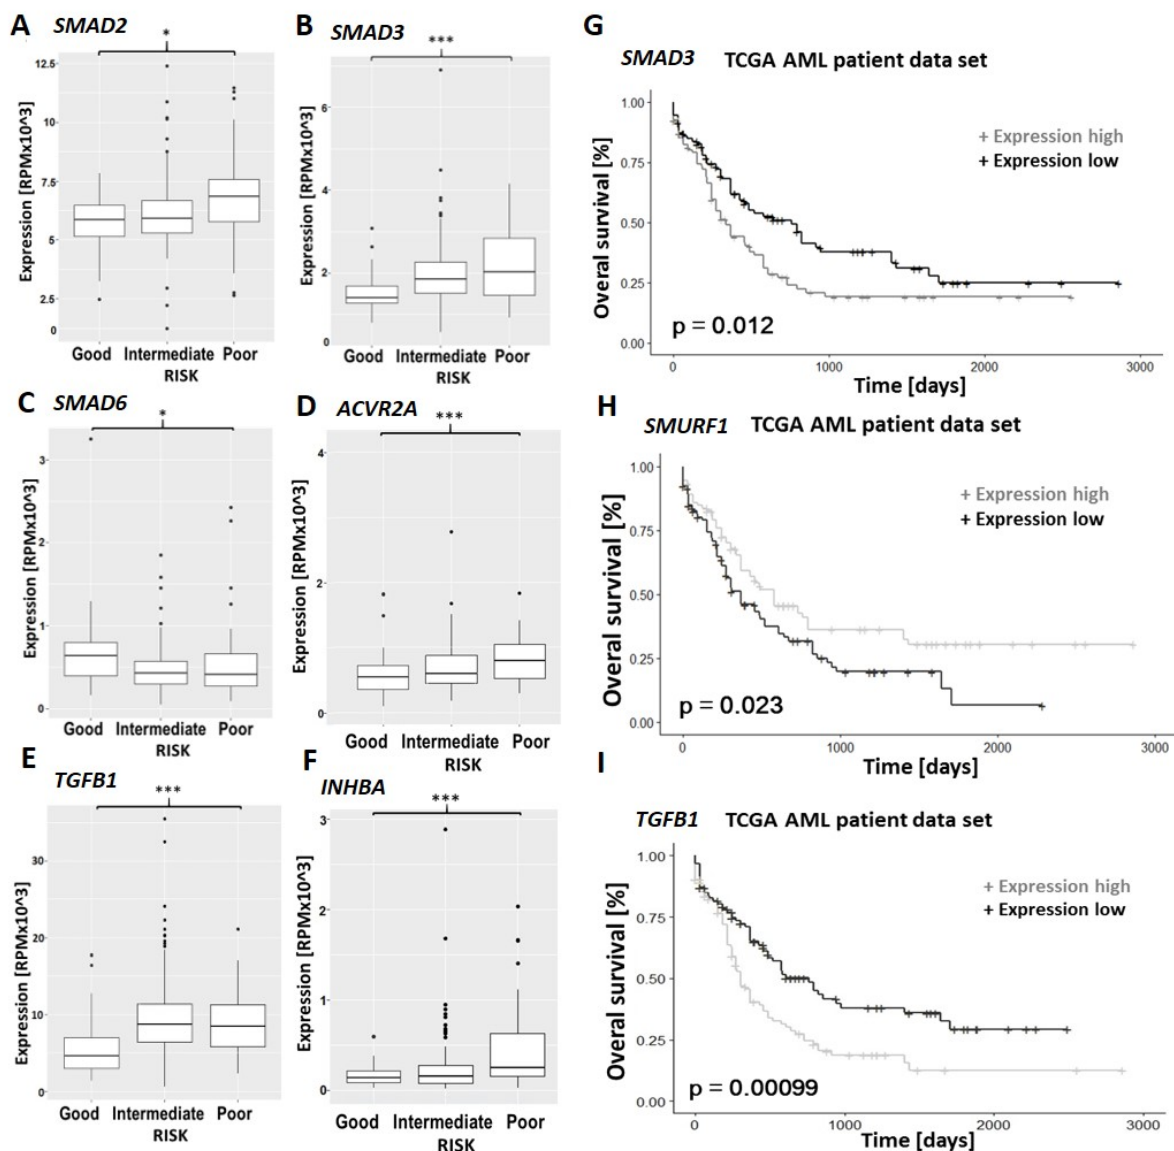 A
SMAD2
*
Expression [RPMx10^3]
12.5
10
7.5
5
2.5
0
Good Intermediate Poor
RISK
B
SMAD3
***
Expression [RPMx10^3]
6
4
2
0
Good Intermediate Poor
RISK
C
SMAD6
*
Expression [RPMx10^3]
3
2
1
0
Good Intermediate Poor
RISK
D
ACVR2A
***
Expression [RPMx10^3]
4
2
0
Good Intermediate Poor
RISK
E
TGFB1
***
Expression [RPMx10^3]
30
20
10
0
Good Intermediate Poor
RISK
F
INHBA
***
Expression [RPMx10^3]
3
2
1
0
Good Intermediate Poor
RISK
G
SMAD3 TCGA AML patient data set
Overal survival [%]
1.00
0.75
0.50
0.25
0.00
+ Expression high
+ Expression low
p = 0.012
0 1000 2000 3000
Time [days]
H
SMURF1 TCGA AML patient data set
Overal survival [%]
1.00
0.75
0.50
0.25
0.00
+ Expression high
+ Expression low
p = 0.023
0 1000 2000 3000
Time [days]
I
TGFB1 TCGA AML patient data set
Overal survival [%]
1.00
0.75
0.50
0.25
0.00
+ Expression high
+ Expression low
p = 0.00099
0 1000 2000 3000
Time [days]